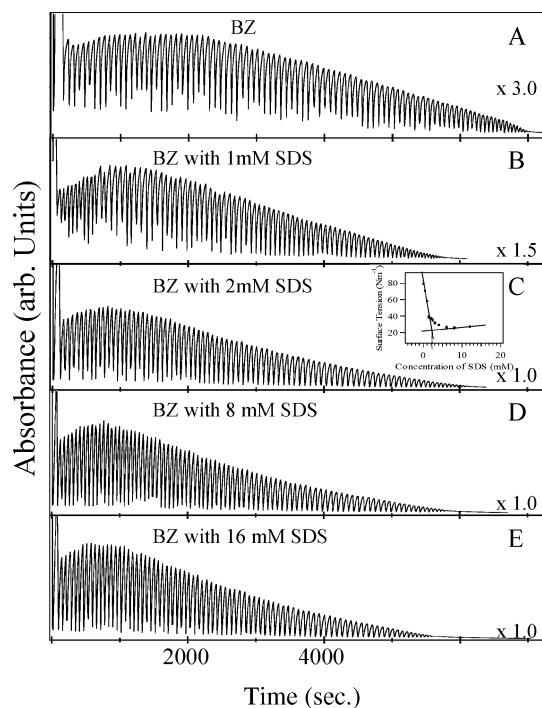 BZ
A
x 3.0
BZ with 1mM SDS
B
x 1.5
BZ with 2mM SDS
C
Surface Tension (Nm⁻¹)
80
60
40
20
0
10
20
Concentration of SDS (mM)
x 1.0
BZ with 8 mM SDS
D
x 1.0
BZ with 16 mM SDS
E
x 1.0
Absorbance (arb. Units)
2000
4000
Time (sec.)